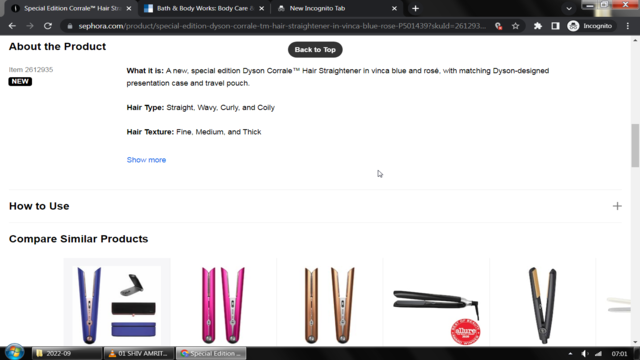 Special Edition Corrale™ Hair Stra
Bath & Body Works: Body Care &
New Incognito Tab
sephora.com/product/special-edition-dyson-corrale-tm-hair-straightener-in-vinca-blue-rose-P501439?skuId=261293...
Incognito
About the Product
Back to Top
Item 2612935
NEW
What it is: A new, special edition Dyson Corrale™ Hair Straightener in vinca blue and rosé, with matching Dyson-designed
presentation case and travel pouch.
Hair Type: Straight, Wavy, Curly, and Coily
Hair Texture: Fine, Medium, and Thick
Show more
How to Use
Compare Similar Products
allure
2022-09
01 SHIV AMRIT...
Special Edition ...
07:01